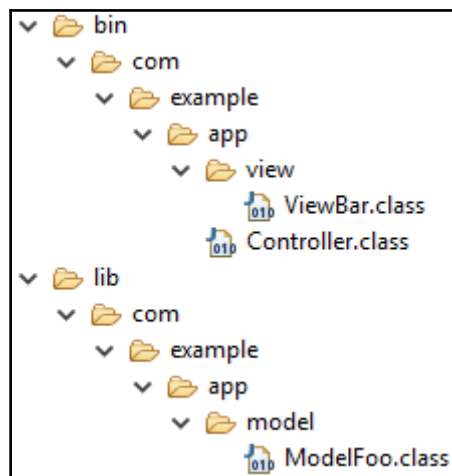 bin
com
example
app
view
ViewBar.class
Controller.class
lib
com
example
app
model
ModelFoo.class